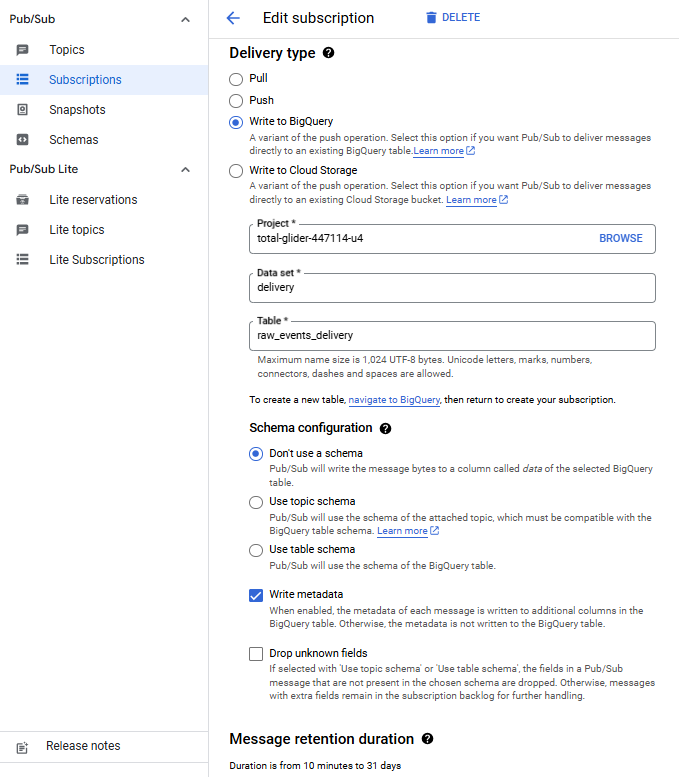 Pub/Sub
Topics
Subscriptions
Snapshots
Schemas
Pub/Sub Lite
Lite reservations
Lite topics
Lite Subscriptions
Release notes
Edit subscription
DELETE
Delivery type
Pull
Push
Write to BigQuery
A variant of the push operation. Select this option if you want Pub/Sub to deliver messages
directly to an existing BigQuery table.Learn more
Write to Cloud Storage
A variant of the push operation. Select this option if you want Pub/Sub to deliver messages
directly to an existing Cloud Storage bucket. Learn more
Project *
total-glider-447114-u4
BROWSE
Data set *
delivery
Table *
raw_events_delivery
Maximum name size is 1,024 UTF-8 bytes. Unicode letters, marks, numbers,
connectors, dashes and spaces are allowed.
To create a new table, navigate to BigQuery, then return to create your subscription.
Schema configuration
Don't use a schema
Pub/Sub will write the message bytes to a column called data of the selected BigQuery
table.
Use topic schema
Pub/Sub will use the schema of the attached topic, which must be compatible with the
BigQuery table schema. Learn more
Use table schema
Pub/Sub will use the schema of the BigQuery table.
Write metadata
When enabled, the metadata of each message is written to additional columns in the
BigQuery table. Otherwise, the metadata is not written to the BigQuery table.
Drop unknown fields
If selected with 'Use topic schema' or 'Use table schema', the fields in a Pub/Sub
message that are not present in the chosen schema are dropped. Otherwise, messages
with extra fields remain in the subscription backlog for further handling.
Message retention duration
Duration is from 10 minutes to 31 days